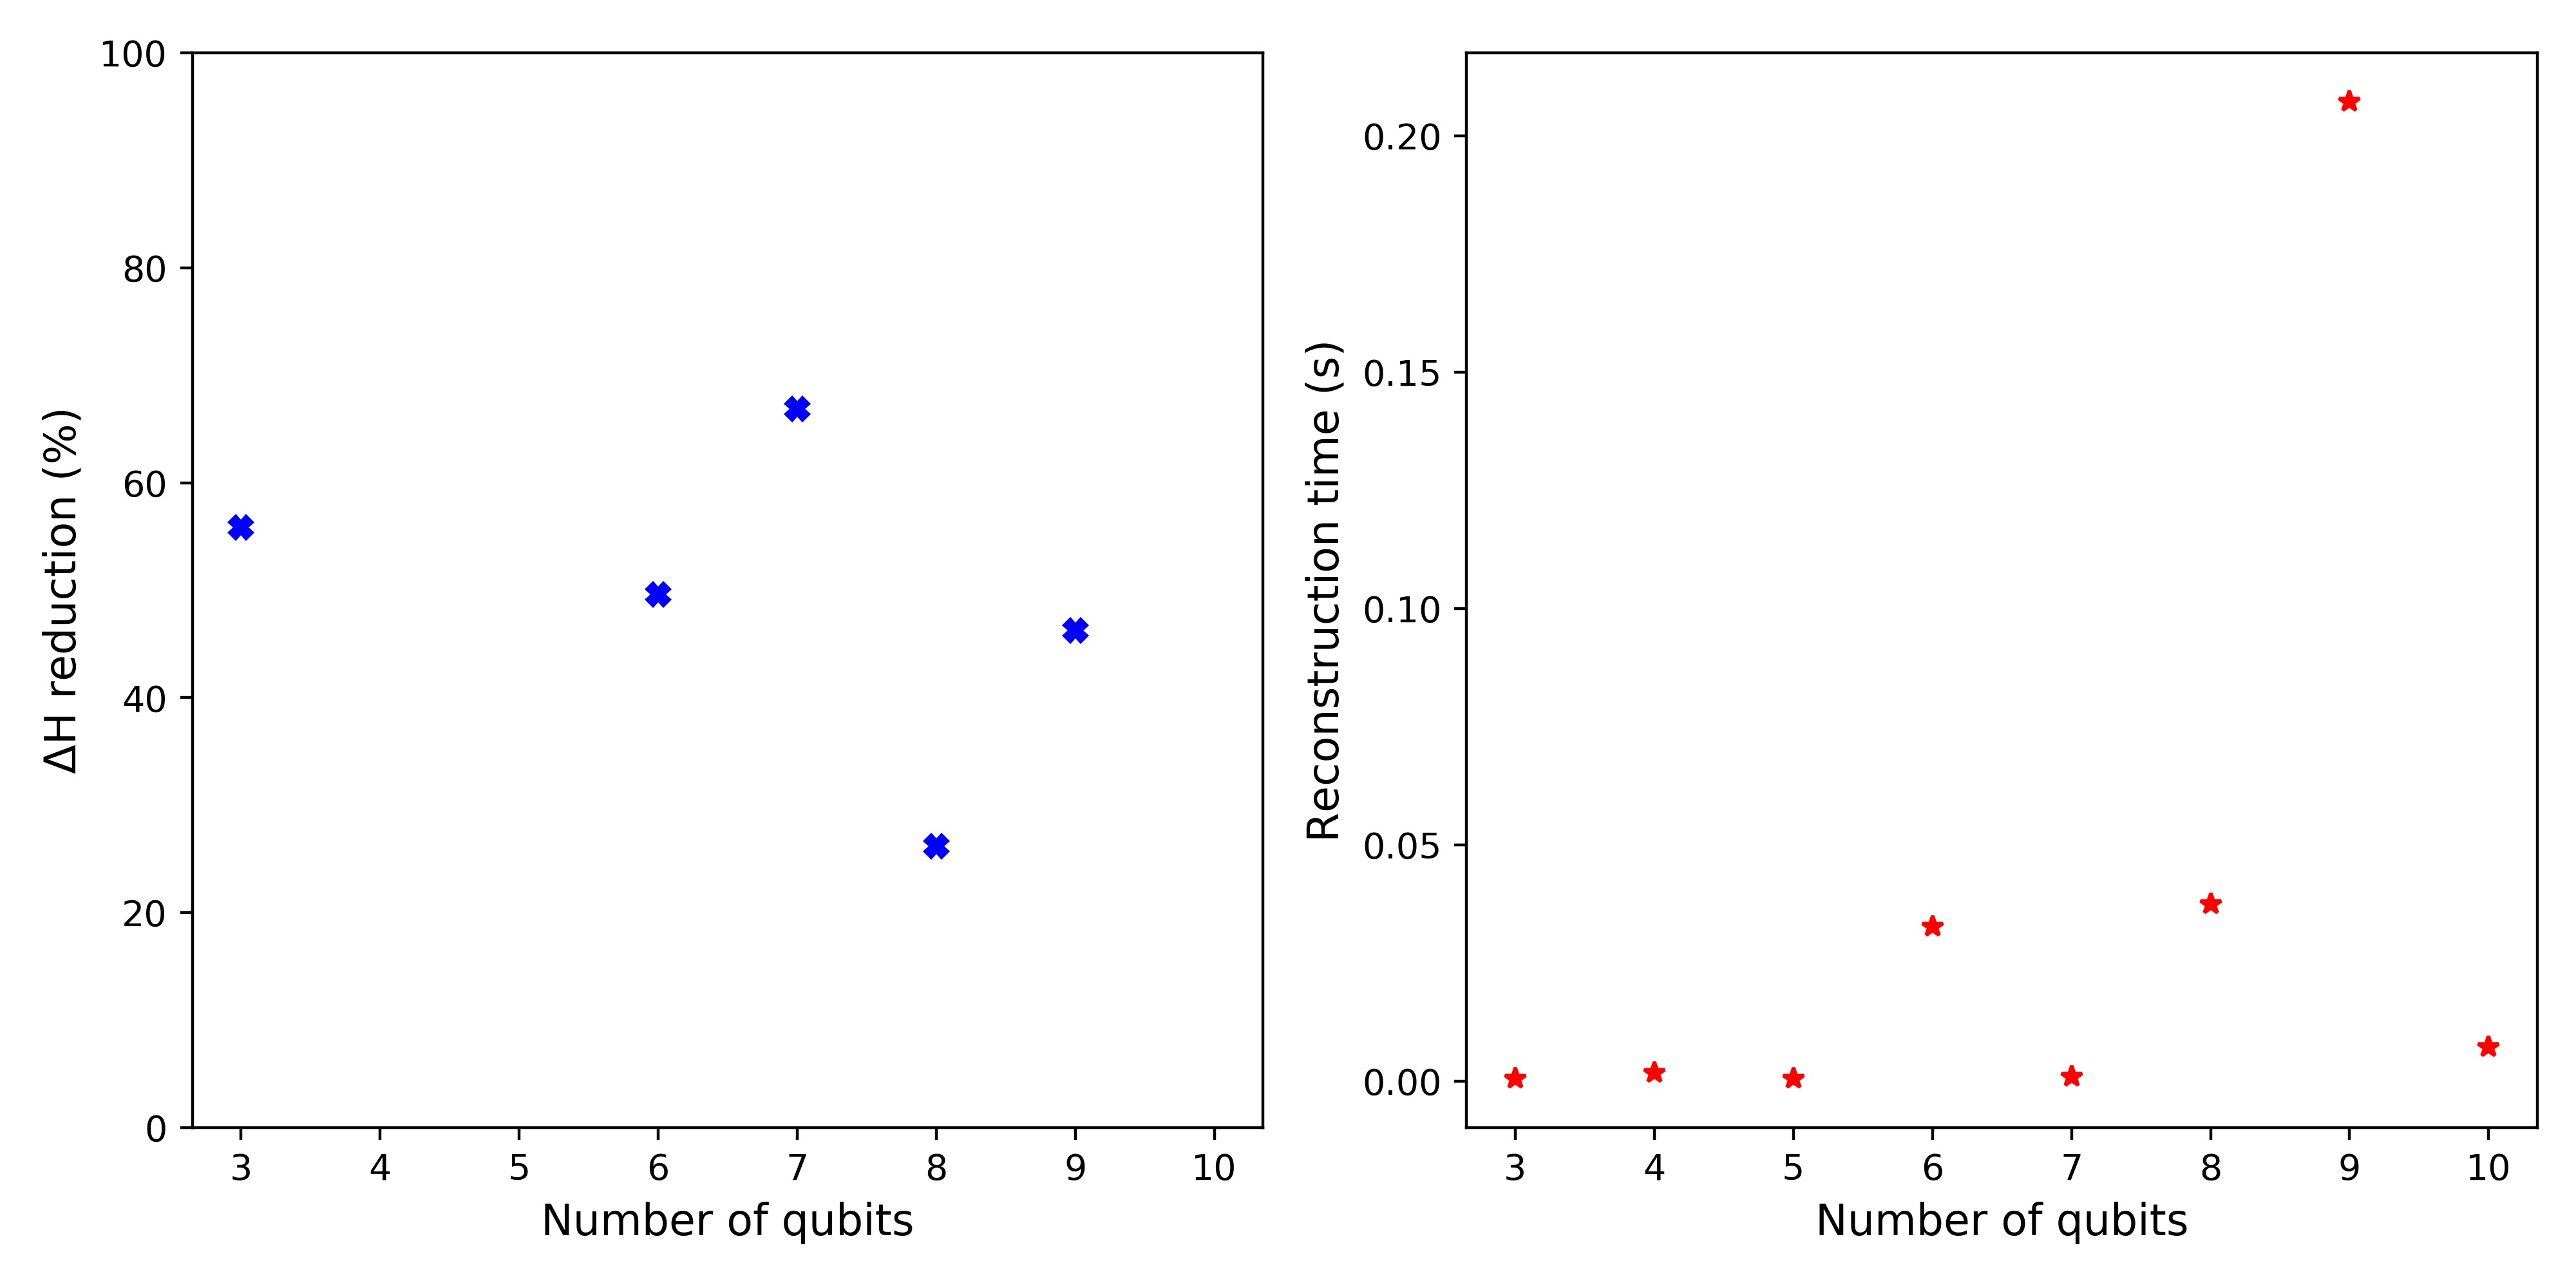 100
80
60
40
20
0
3 4 5 6 7 8 9 10
Number of qubits
ΔH reduction (%)
0.20
0.15
0.10
0.05
0.00
3 4 5 6 7 8 9 10
Number of qubits
Reconstruction time (s)